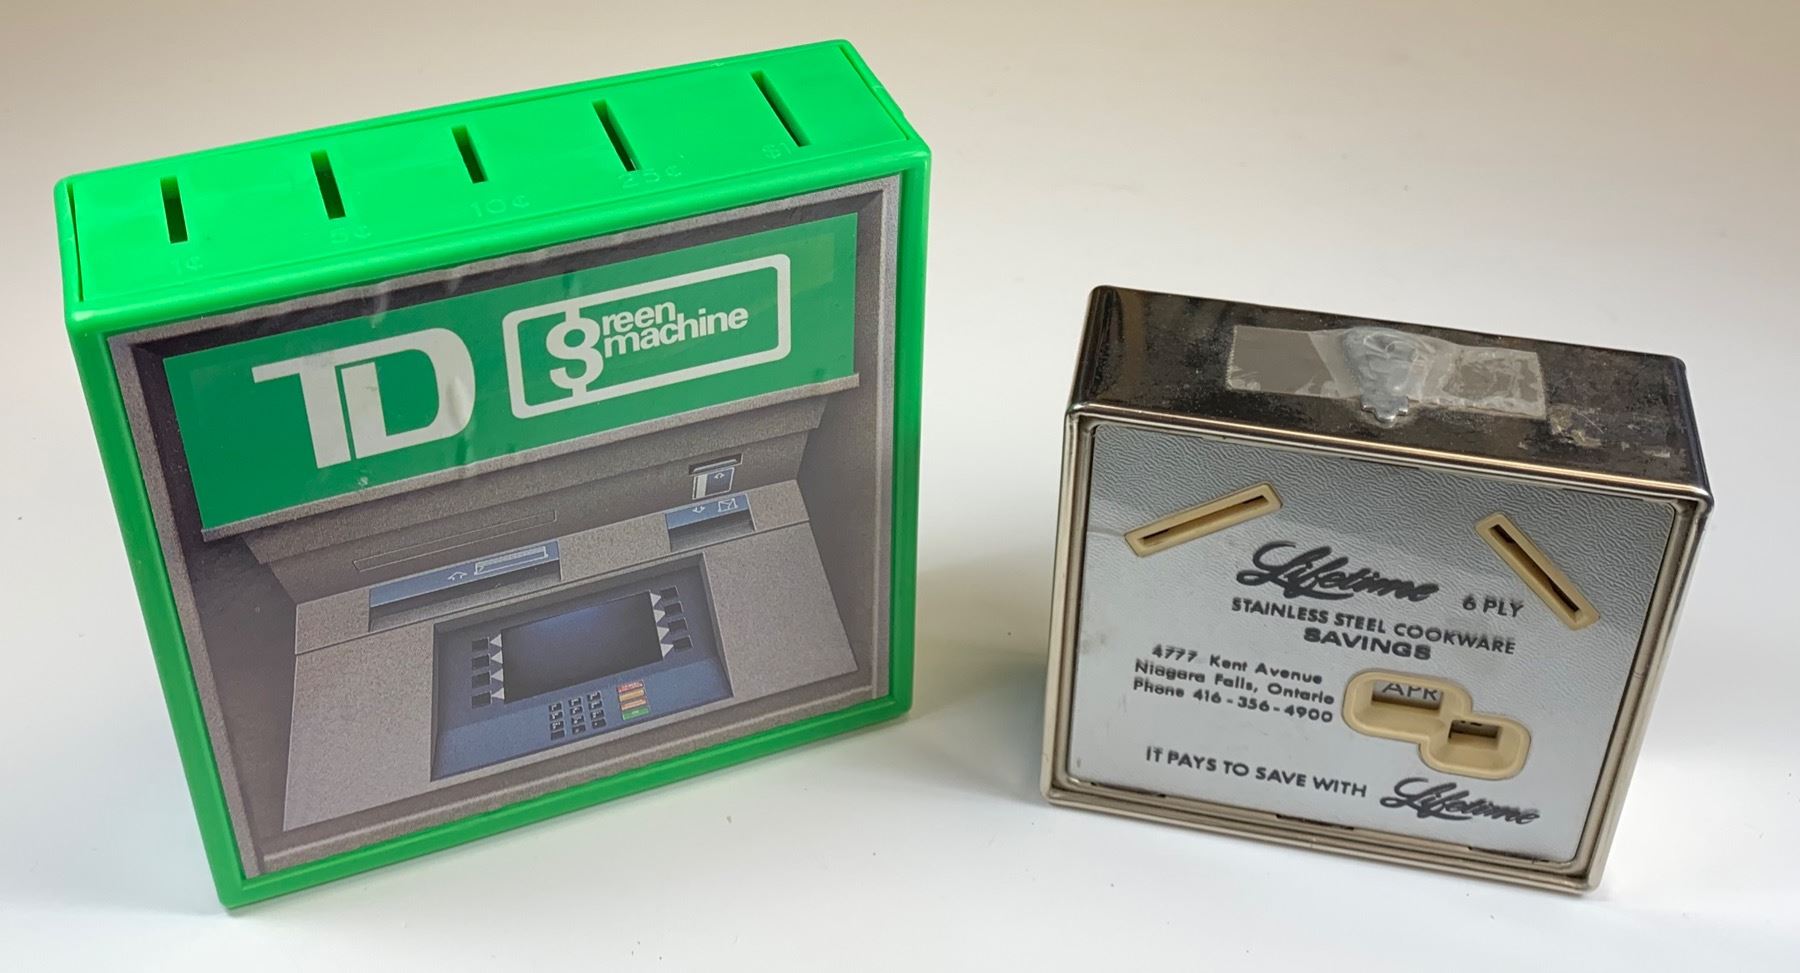 1¢
5¢
10¢
25¢
$1
TD
green
machine
Lifetime 6 PLY
STAINLESS STEEL COOKWARE
SAVINGS
4777 Kent Avenue
Niagara Falls, Ontario
Phone 416-356-4900
APR
IT PAYS TO SAVE WITH Lifetime